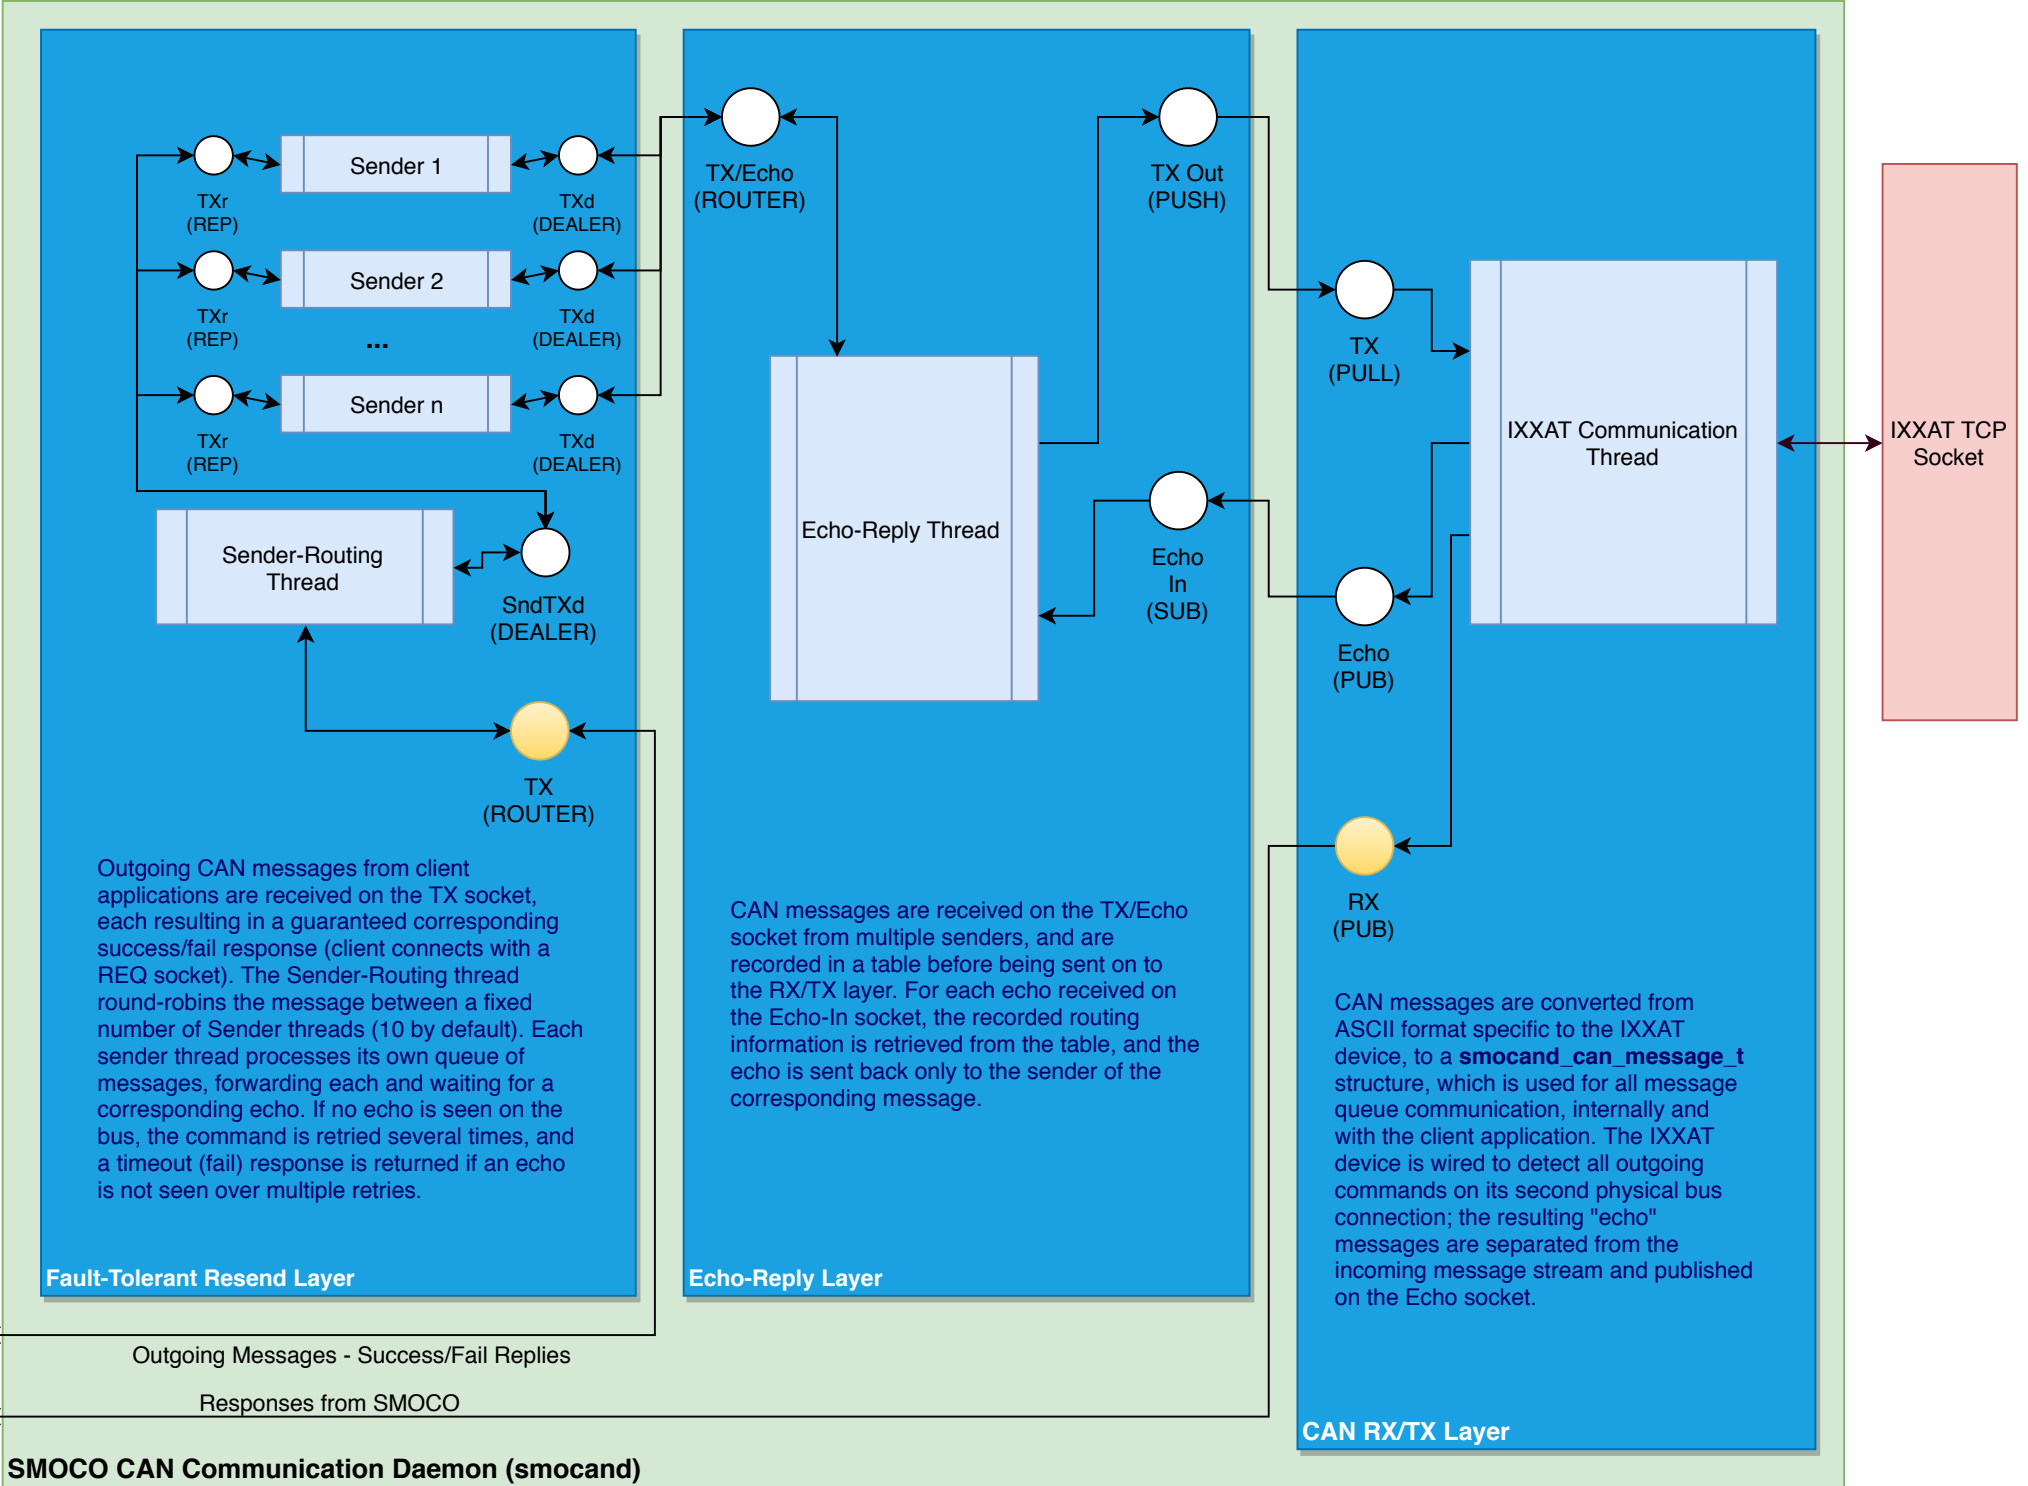 Sender 1
TXr
(REP)
TXd
(DEALER)
Sender 2
TXr
(REP)
TXd
(DEALER)
...
Sender n
TXr
(REP)
TXd
(DEALER)
Sender-Routing
Thread
SndTXd
(DEALER)
TX
(ROUTER)
Outgoing CAN messages from client
applications are received on the TX socket,
each resulting in a guaranteed corresponding
success/fail response (client connects with a
REQ socket). The Sender-Routing thread
round-robins the message between a fixed
number of Sender threads (10 by default). Each
sender thread processes its own queue of
messages, forwarding each and waiting for a
corresponding echo. If no echo is seen on the
bus, the command is retried several times, and
a timeout (fail) response is returned if an echo
is not seen over multiple retries.
Fault-Tolerant Resend Layer
TX/Echo
(ROUTER)
TX Out
(PUSH)
Echo-Reply Thread
Echo
In
(SUB)
CAN messages are received on the TX/Echo
socket from multiple senders, and are
recorded in a table before being sent on to
the RX/TX layer. For each echo received on
the Echo-In socket, the recorded routing
information is retrieved from the table, and the
echo is sent back only to the sender of the
corresponding message.
Echo-Reply Layer
TX
(PULL)
IXXAT Communication
Thread
Echo
(PUB)
RX
(PUB)
CAN messages are converted from
ASCII format specific to the IXXAT
device, to a smocand_can_message_t
structure, which is used for all message
queue communication, internally and
with the client application. The IXXAT
device is wired to detect all outgoing
commands on its second physical bus
connection; the resulting "echo"
messages are separated from the
incoming message stream and published
on the Echo socket.
CAN RX/TX Layer
IXXAT TCP
Socket
Outgoing Messages - Success/Fail Replies
Responses from SMOCO
SMOCO CAN Communication Daemon (smocand)